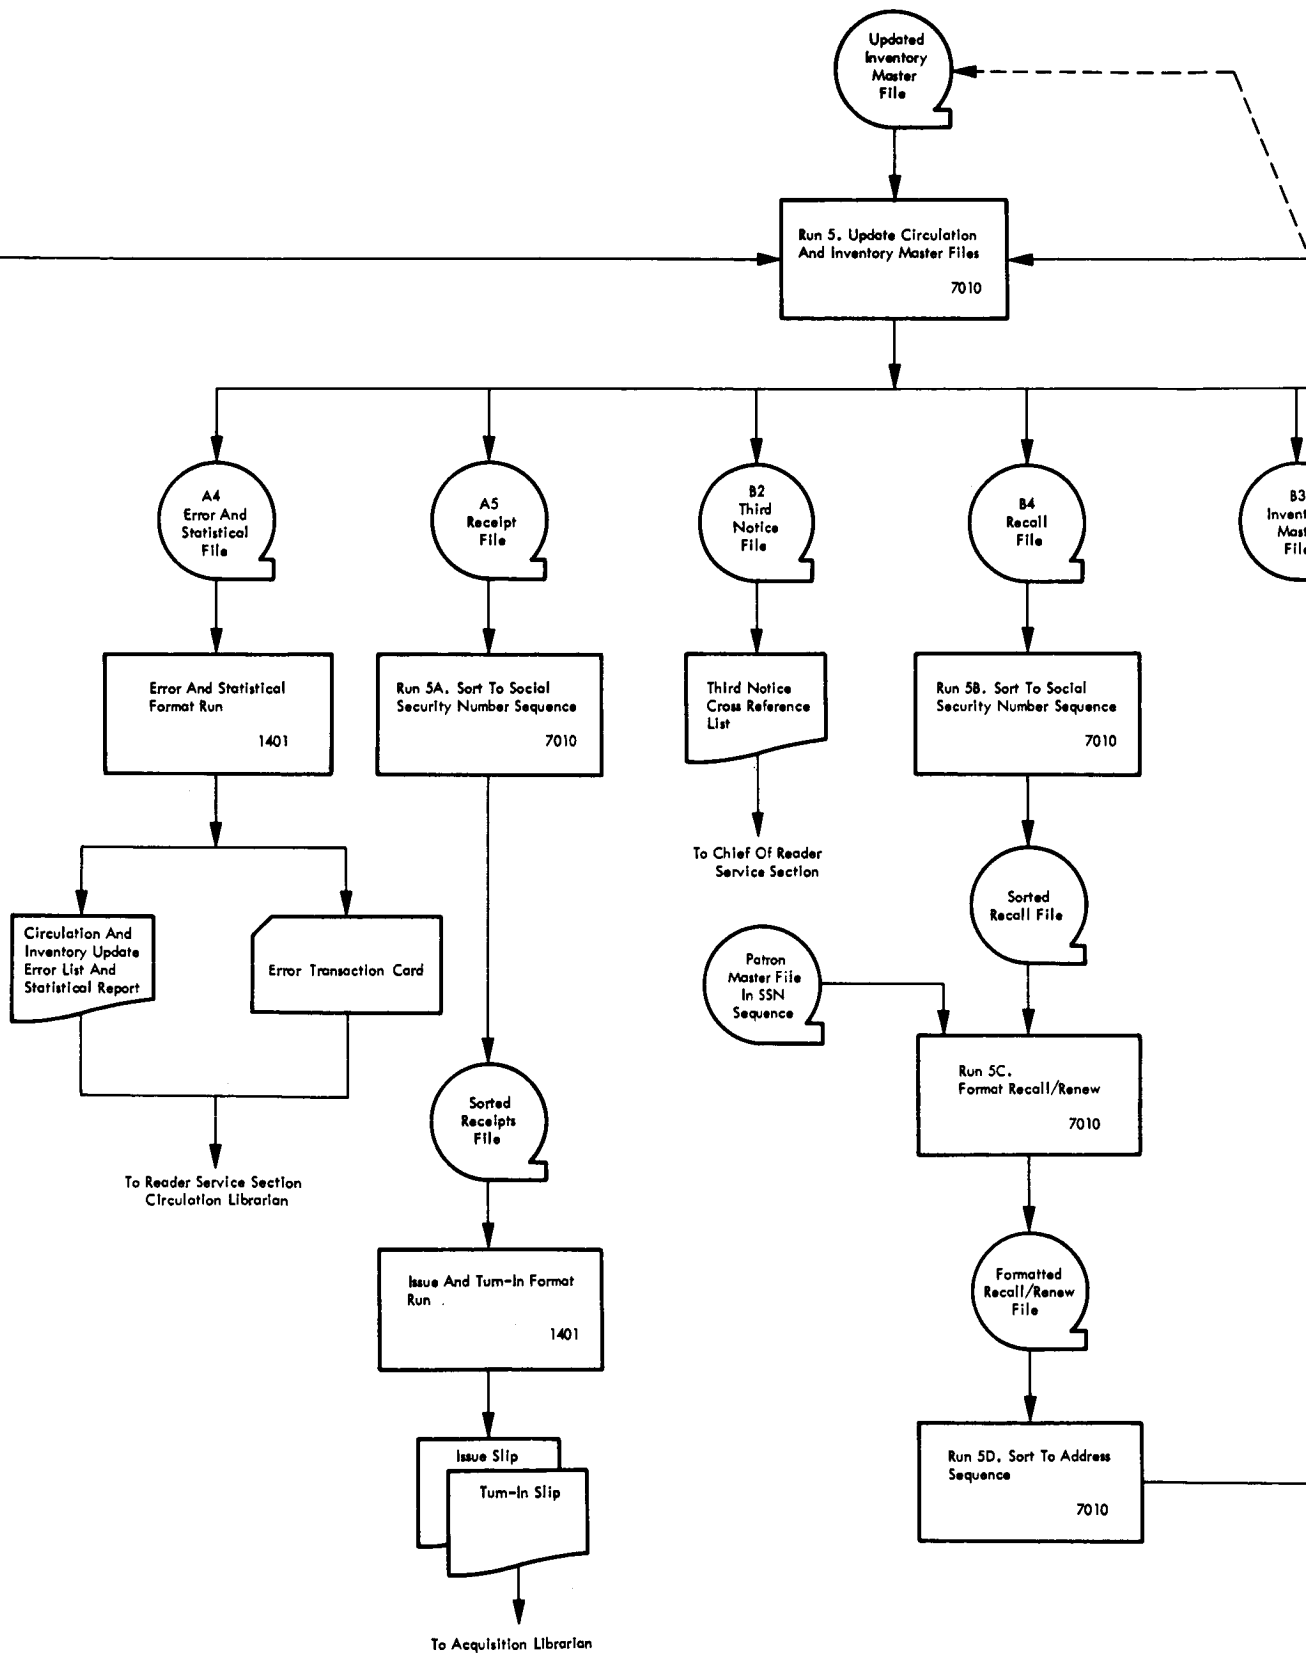 Updated
Inventory
Master
File
Run 5. Update Circulation
And Inventory Master Files
7010
A4
Error And
Statistical
File
A5
Receipt
File
B2
Third
Notice
File
B4
Recall
File
B3
Error And Statistical
Format Run
1401
Run 5A. Sort To Social
Security Number Sequence
7010
Third Notice
Cross Reference
List
Run 5B. Sort To Social
Security Number Sequence
7010
To Chief Of Reader
Service Section
Circulation And
Inventory Update
Error List And
Statistical Report
Error Transaction Card
Sorted
Recall File
Patron
Master File
In SSN
Sequence
Run 5C.
Format Recall/Renew
7010
Sorted
Receipts
File
To Reader Service Section
Circulation Librarian
Issue And Turn-In Format
Run
1401
Formatted
Recall/Renew
File
Issue Slip
Turn-In Slip
Run 5D. Sort To Address
Sequence
7010
To Acquisition Librarian